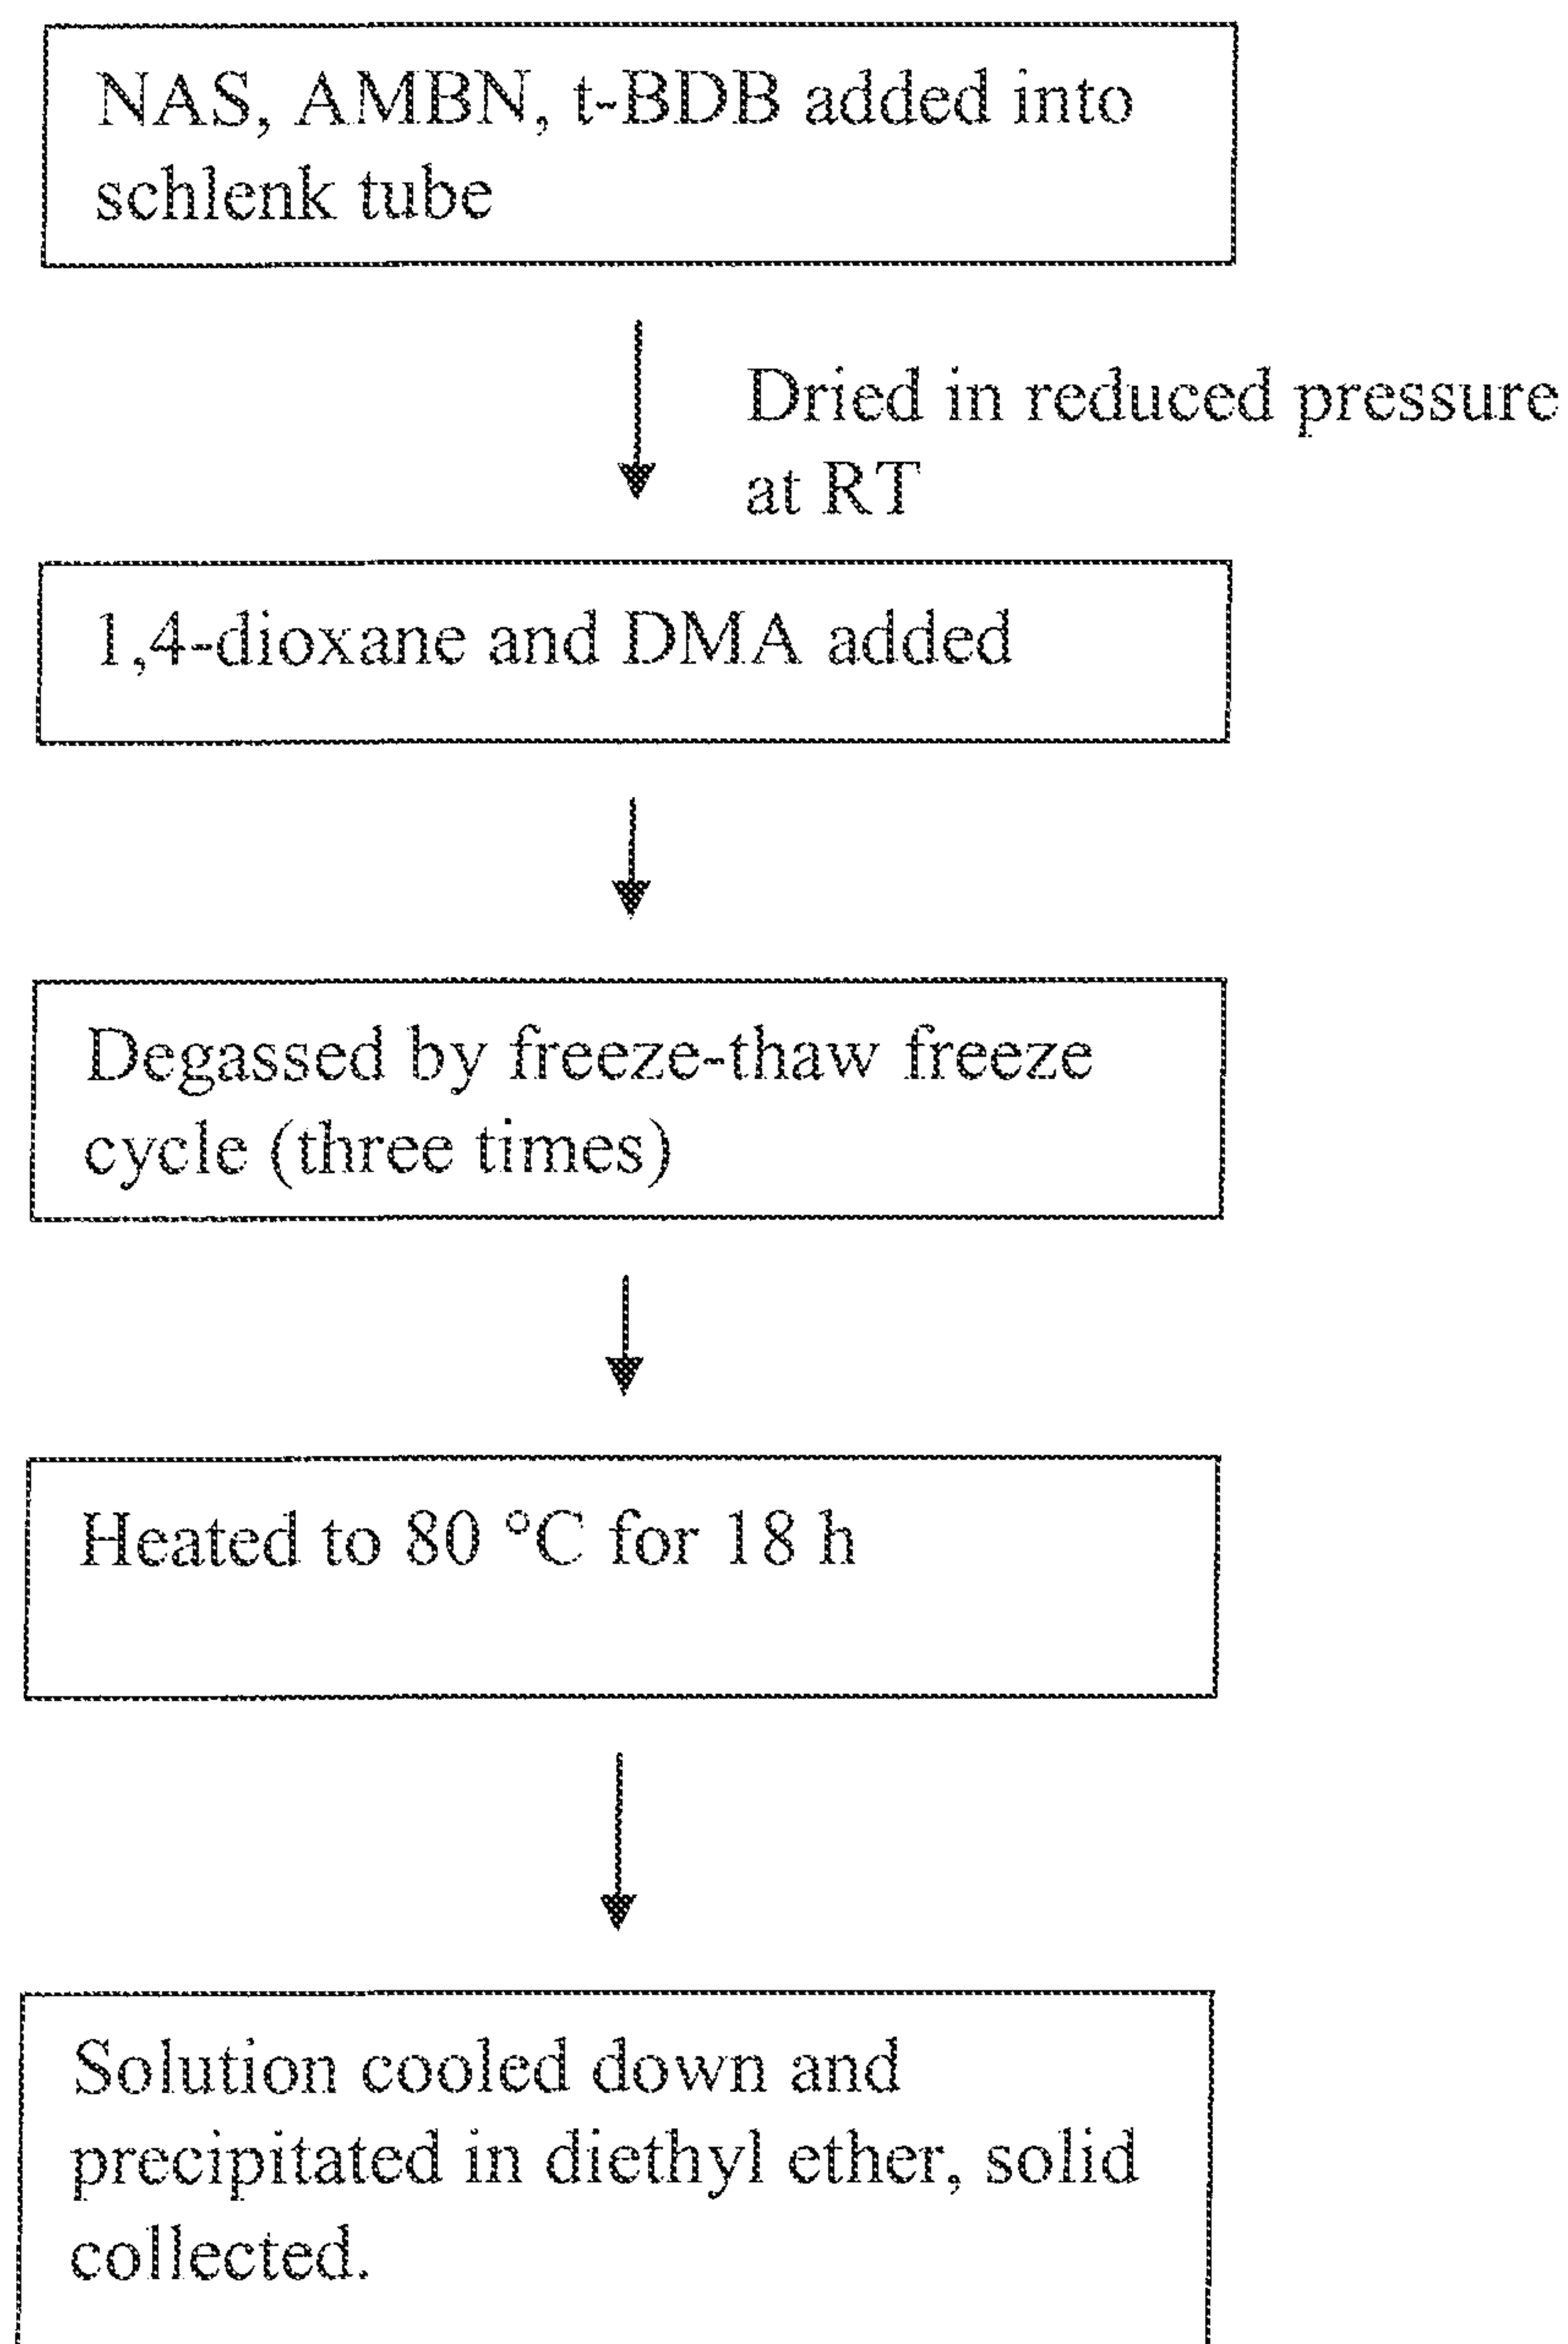 NAS, AMBN, t-BDB added into
schlenk tube
Dried in reduced pressure
at RT
1,4-dioxane and DMA added
Degassed by freeze-thaw freeze
cycle (three times)
Heated to 80 °C for 18 h
Solution cooled down and
precipitated in diethyl ether, solid
collected.